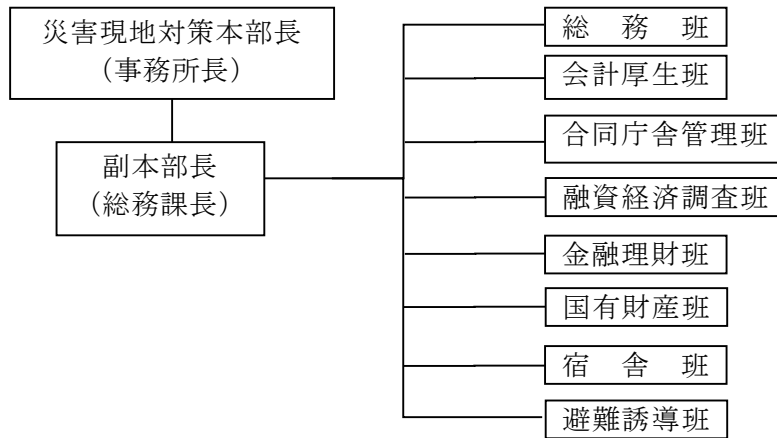 災害現地対策本部長
（事務所長）
副本部長
（総務課長）
総　務　班
会計厚生班
合同庁舎管理班
融資経済調査班
金融理財班
国有財産班
宿　舎　班
避難誘導班